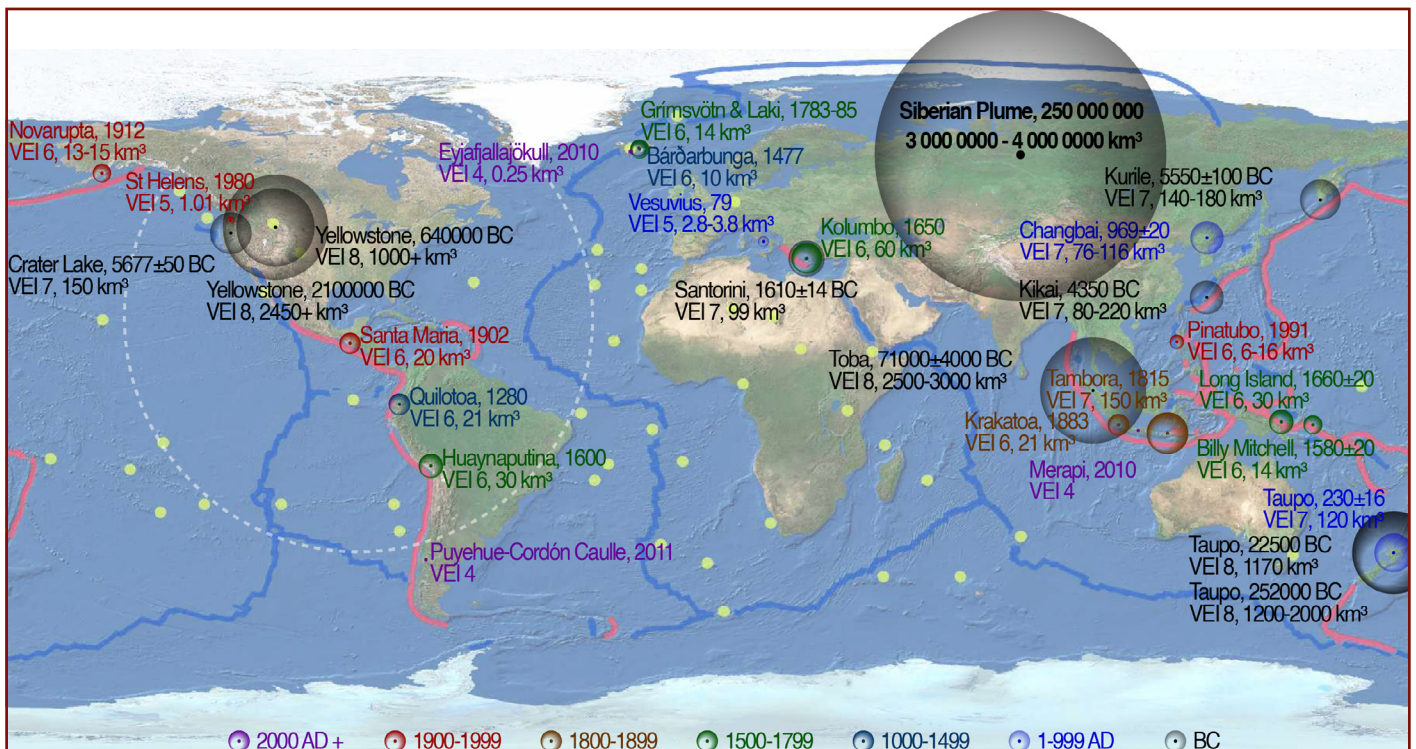 Siberian Plume, 250 000 000
3 000 0000 - 4 000 0000 km³
Grímsvötn & Laki, 1783-85
VEI 6, 14 km³
Novarupta, 1912
VEI 6, 13-15 km³
Eyjafjallajökull, 2010
VEI 4, 0.25 km³
Bárðarbunga, 1477
VEI 6, 10 km³
St Helens, 1980
VEI 5, 1.01 km³
Kurile, 5550±100 BC
VEI 7, 140-180 km³
Vesuvius, 79
VEI 5, 2.8-3.8 km³
Kolumbo, 1650
VEI 6, 60 km³
Changbai, 969±20
VEI 7, 76-116 km³
Yellowstone, 640000 BC
VEI 8, 1000+ km³
Crater Lake, 5677±50 BC
VEI 7, 150 km³
Yellowstone, 2100000 BC
VEI 8, 2450+ km³
Santorini, 1610±14 BC
VEI 7, 99 km³
Kikai, 4350 BC
VEI 7, 80-220 km³
Santa Maria, 1902
VEI 6, 20 km³
Pinatubo, 1991
VEI 6, 6-16 km³
Toba, 71000±4000 BC
VEI 8, 2500-3000 km³
Tambora, 1815
VEI 7, 150 km³
Long Island, 1660±20
VEI 6, 30 km³
Quilotoa, 1280
VEI 6, 21 km³
Krakatoa, 1883
VEI 6, 21 km³
Billy Mitchell, 1580±20
VEI 6, 14 km³
Huaynaputina, 1600
VEI 6, 30 km³
Merapi, 2010
VEI 4
Taupo, 230±16
VEI 7, 120 km³
Puyehue-Cordón Caulle, 2011
VEI 4
Taupo, 22500 BC
VEI 8, 1170 km³
Taupo, 252000 BC
VEI 8, 1200-2000 km³
2000 AD + 1900-1999 1800-1899 1500-1799 1000-1499 1-999 AD BC